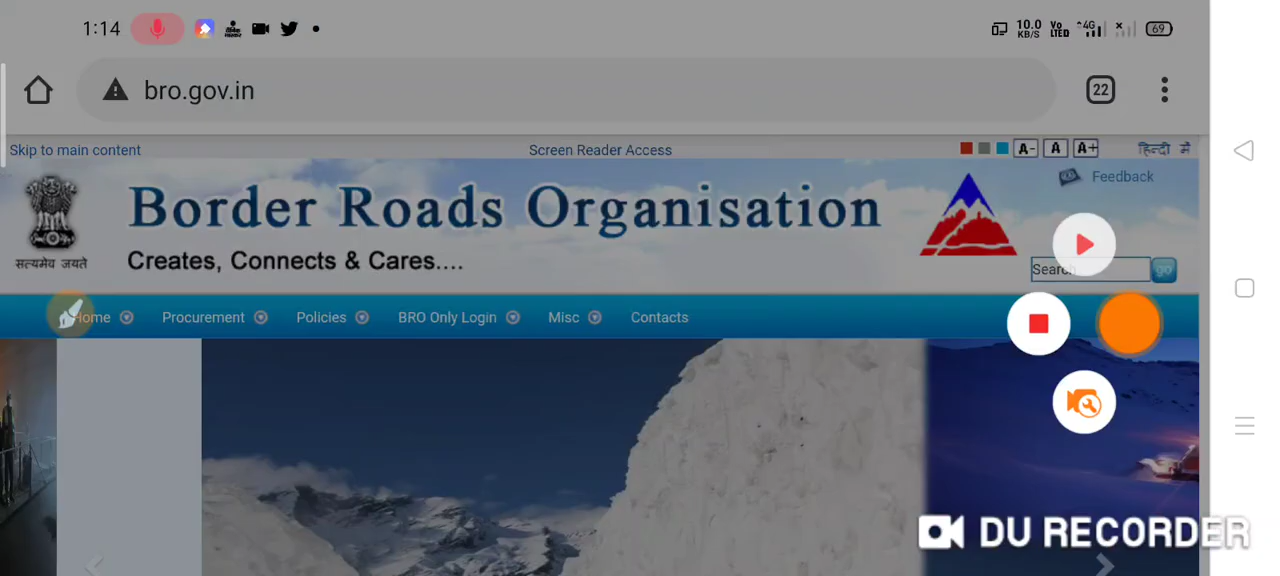 1:14
10.0 KB/S
Vo LTED
4G
69
bro.gov.in
22
Skip to main content
Screen Reader Access
A- A A+
हिन्दी मे
Feedback
Border Roads Organisation
Creates, Connects & Cares....
सत्यमेव जयते
Search
go
Home Procurement Policies BRO Only Login Misc Contacts
DU RECORDER